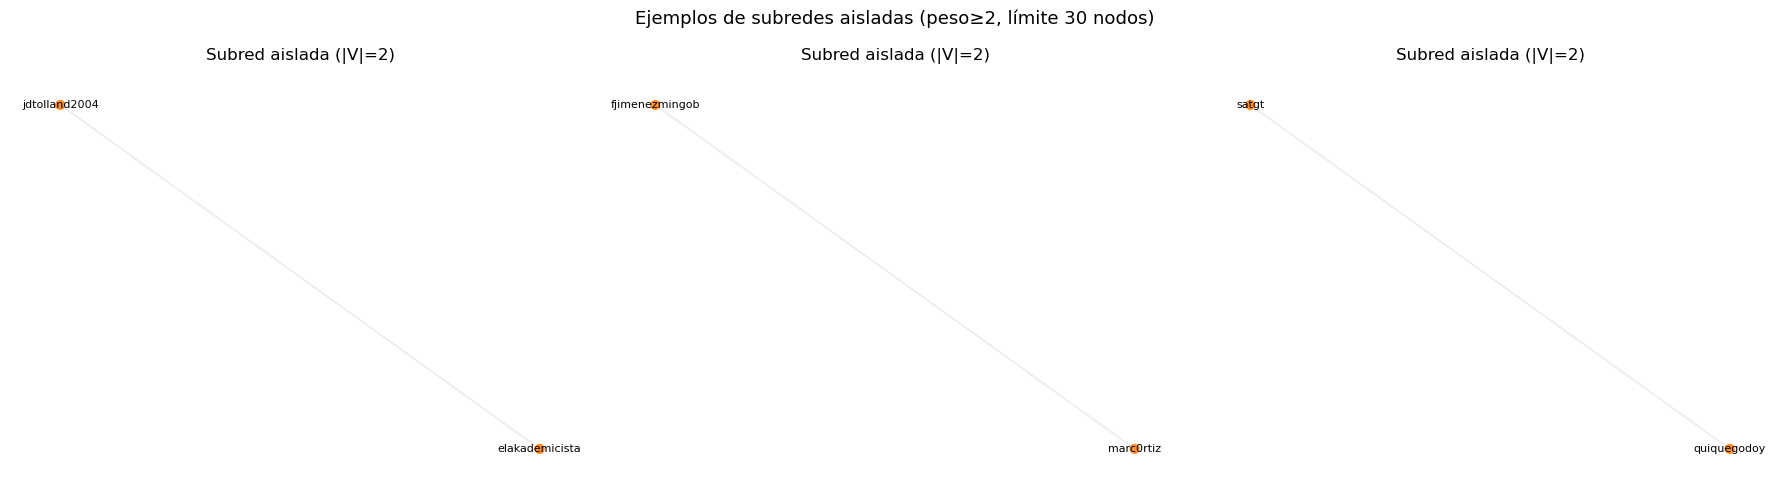 Ejemplos de subredes aisladas (peso≥2, límite 30 nodos)
Subred aislada (|V|=2)
jdtolland2004
elakademicista
Subred aislada (|V|=2)
fjimenezmingob
marc0rtiz
Subred aislada (|V|=2)
satgt
quiquegodoy